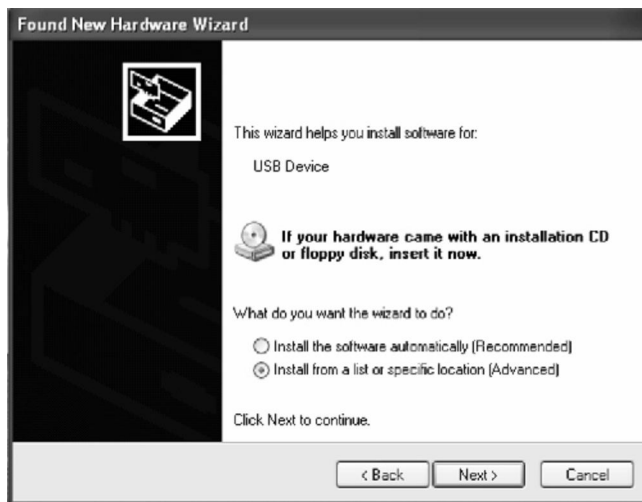 Found New Hardware Wizard
This wizard helps you install software for:
USB Device
If your hardware came with an installation CD
or floppy disk, insert it now.
What do you want the wizard to do?
Install the software automatically (Recommended)
Install from a list or specific location (Advanced)
Click Next to continue.
< Back Next > Cancel